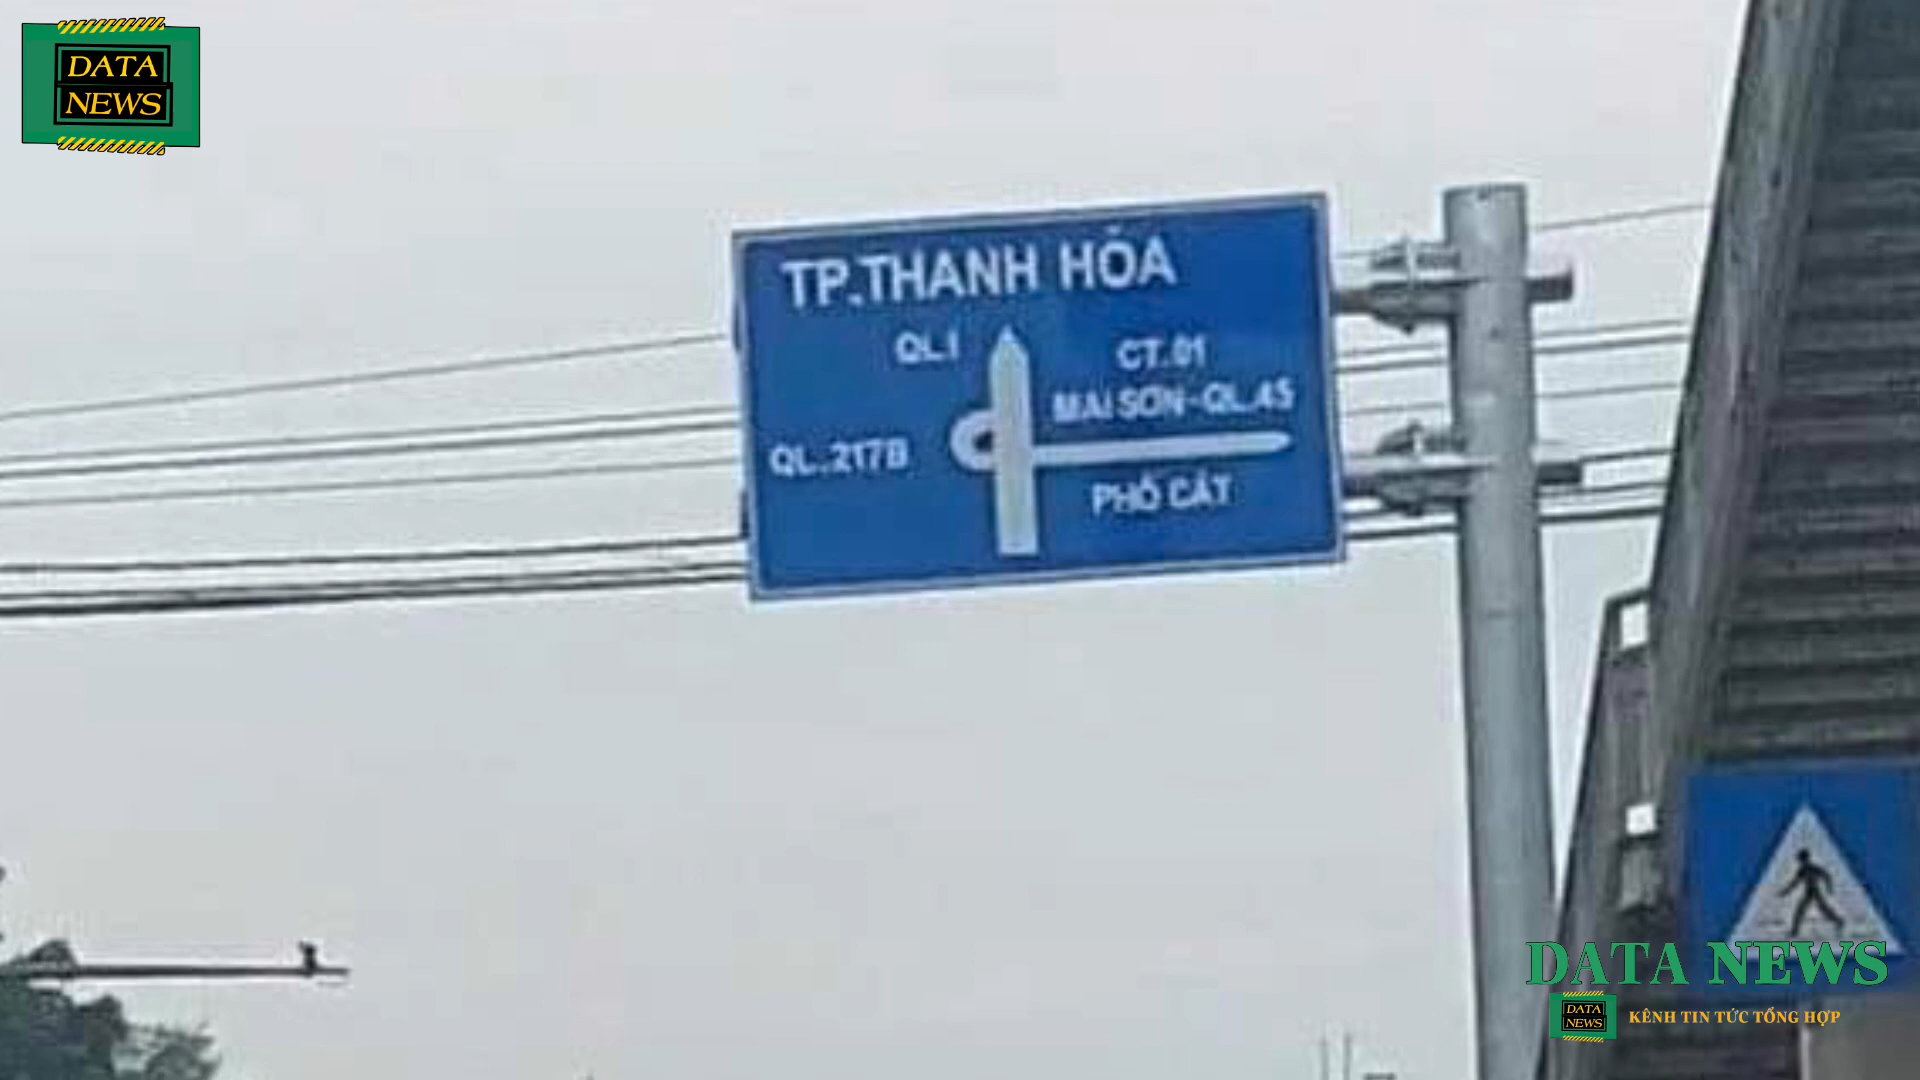 DATA
NEWS
TP.THANH HÓA
QL.1
CT.01
MAI SƠN-QL.45
QL.217B
PHỐ CÁT
DATA NEWS
DATA
NEWS
KÊNH TIN TỨC TỔNG HỢP